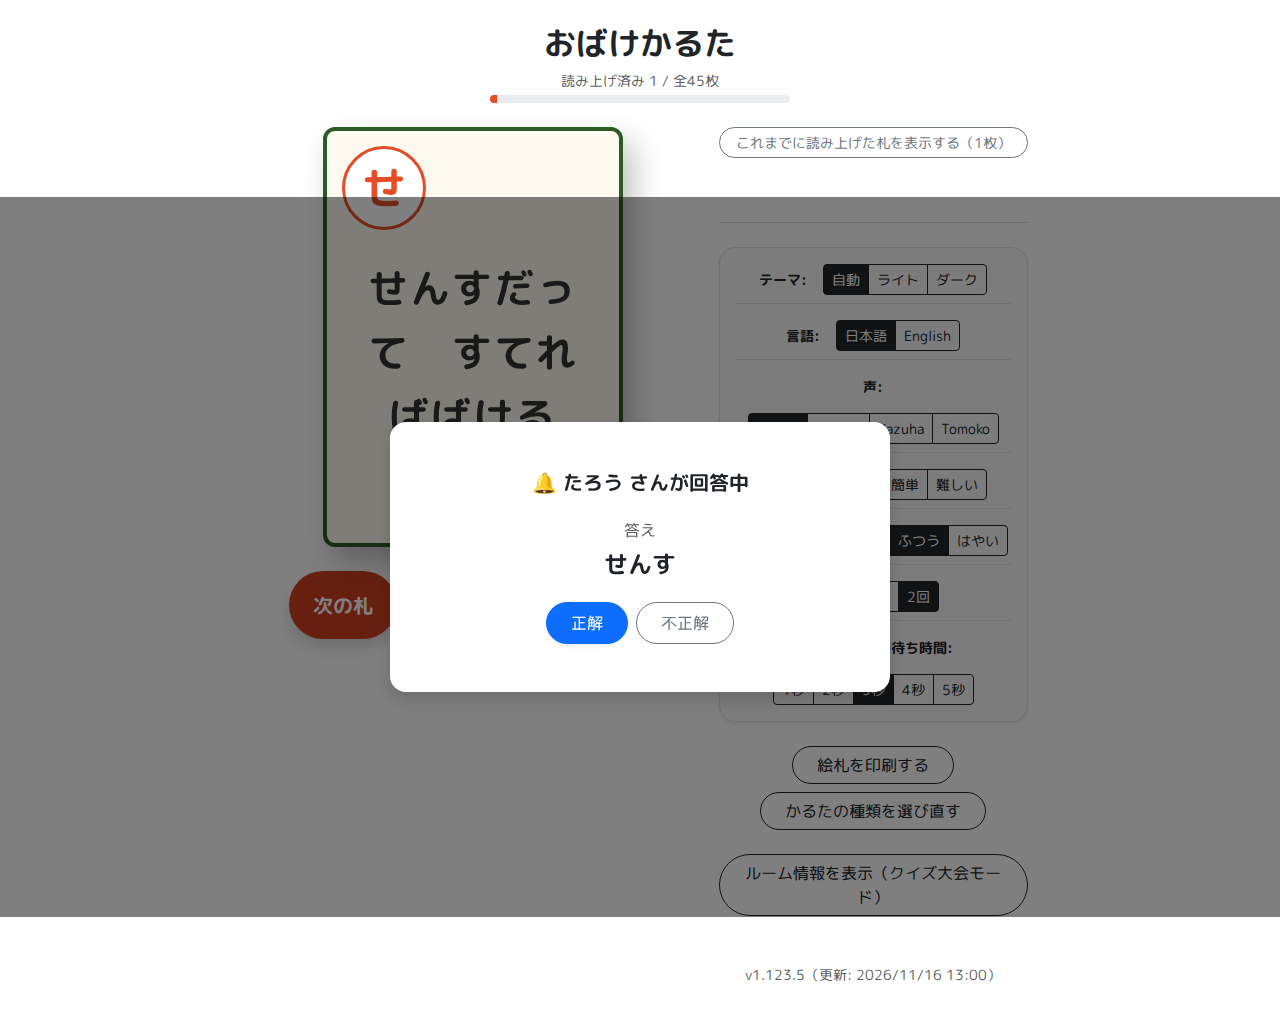 おばけかるた
読み上げ済み 1 / 全45枚
せ
せんすだっ
て　すてれ
ばばける
次の札
これまでに読み上げた札を表示する（1枚）
テーマ: 自動 ライト ダーク
言語: 日本語 English
声:
azuha Tomoko
簡単 難しい
ふつう はやい
2回
待ち時間:
4秒 5秒
🔔 たろう さんが回答中
答え
せんす
正解 不正解
絵札を印刷する
かるたの種類を選び直す
ルーム情報を表示（クイズ大会モー
ド）
v1.123.5（更新: 2026/11/16 13:00）